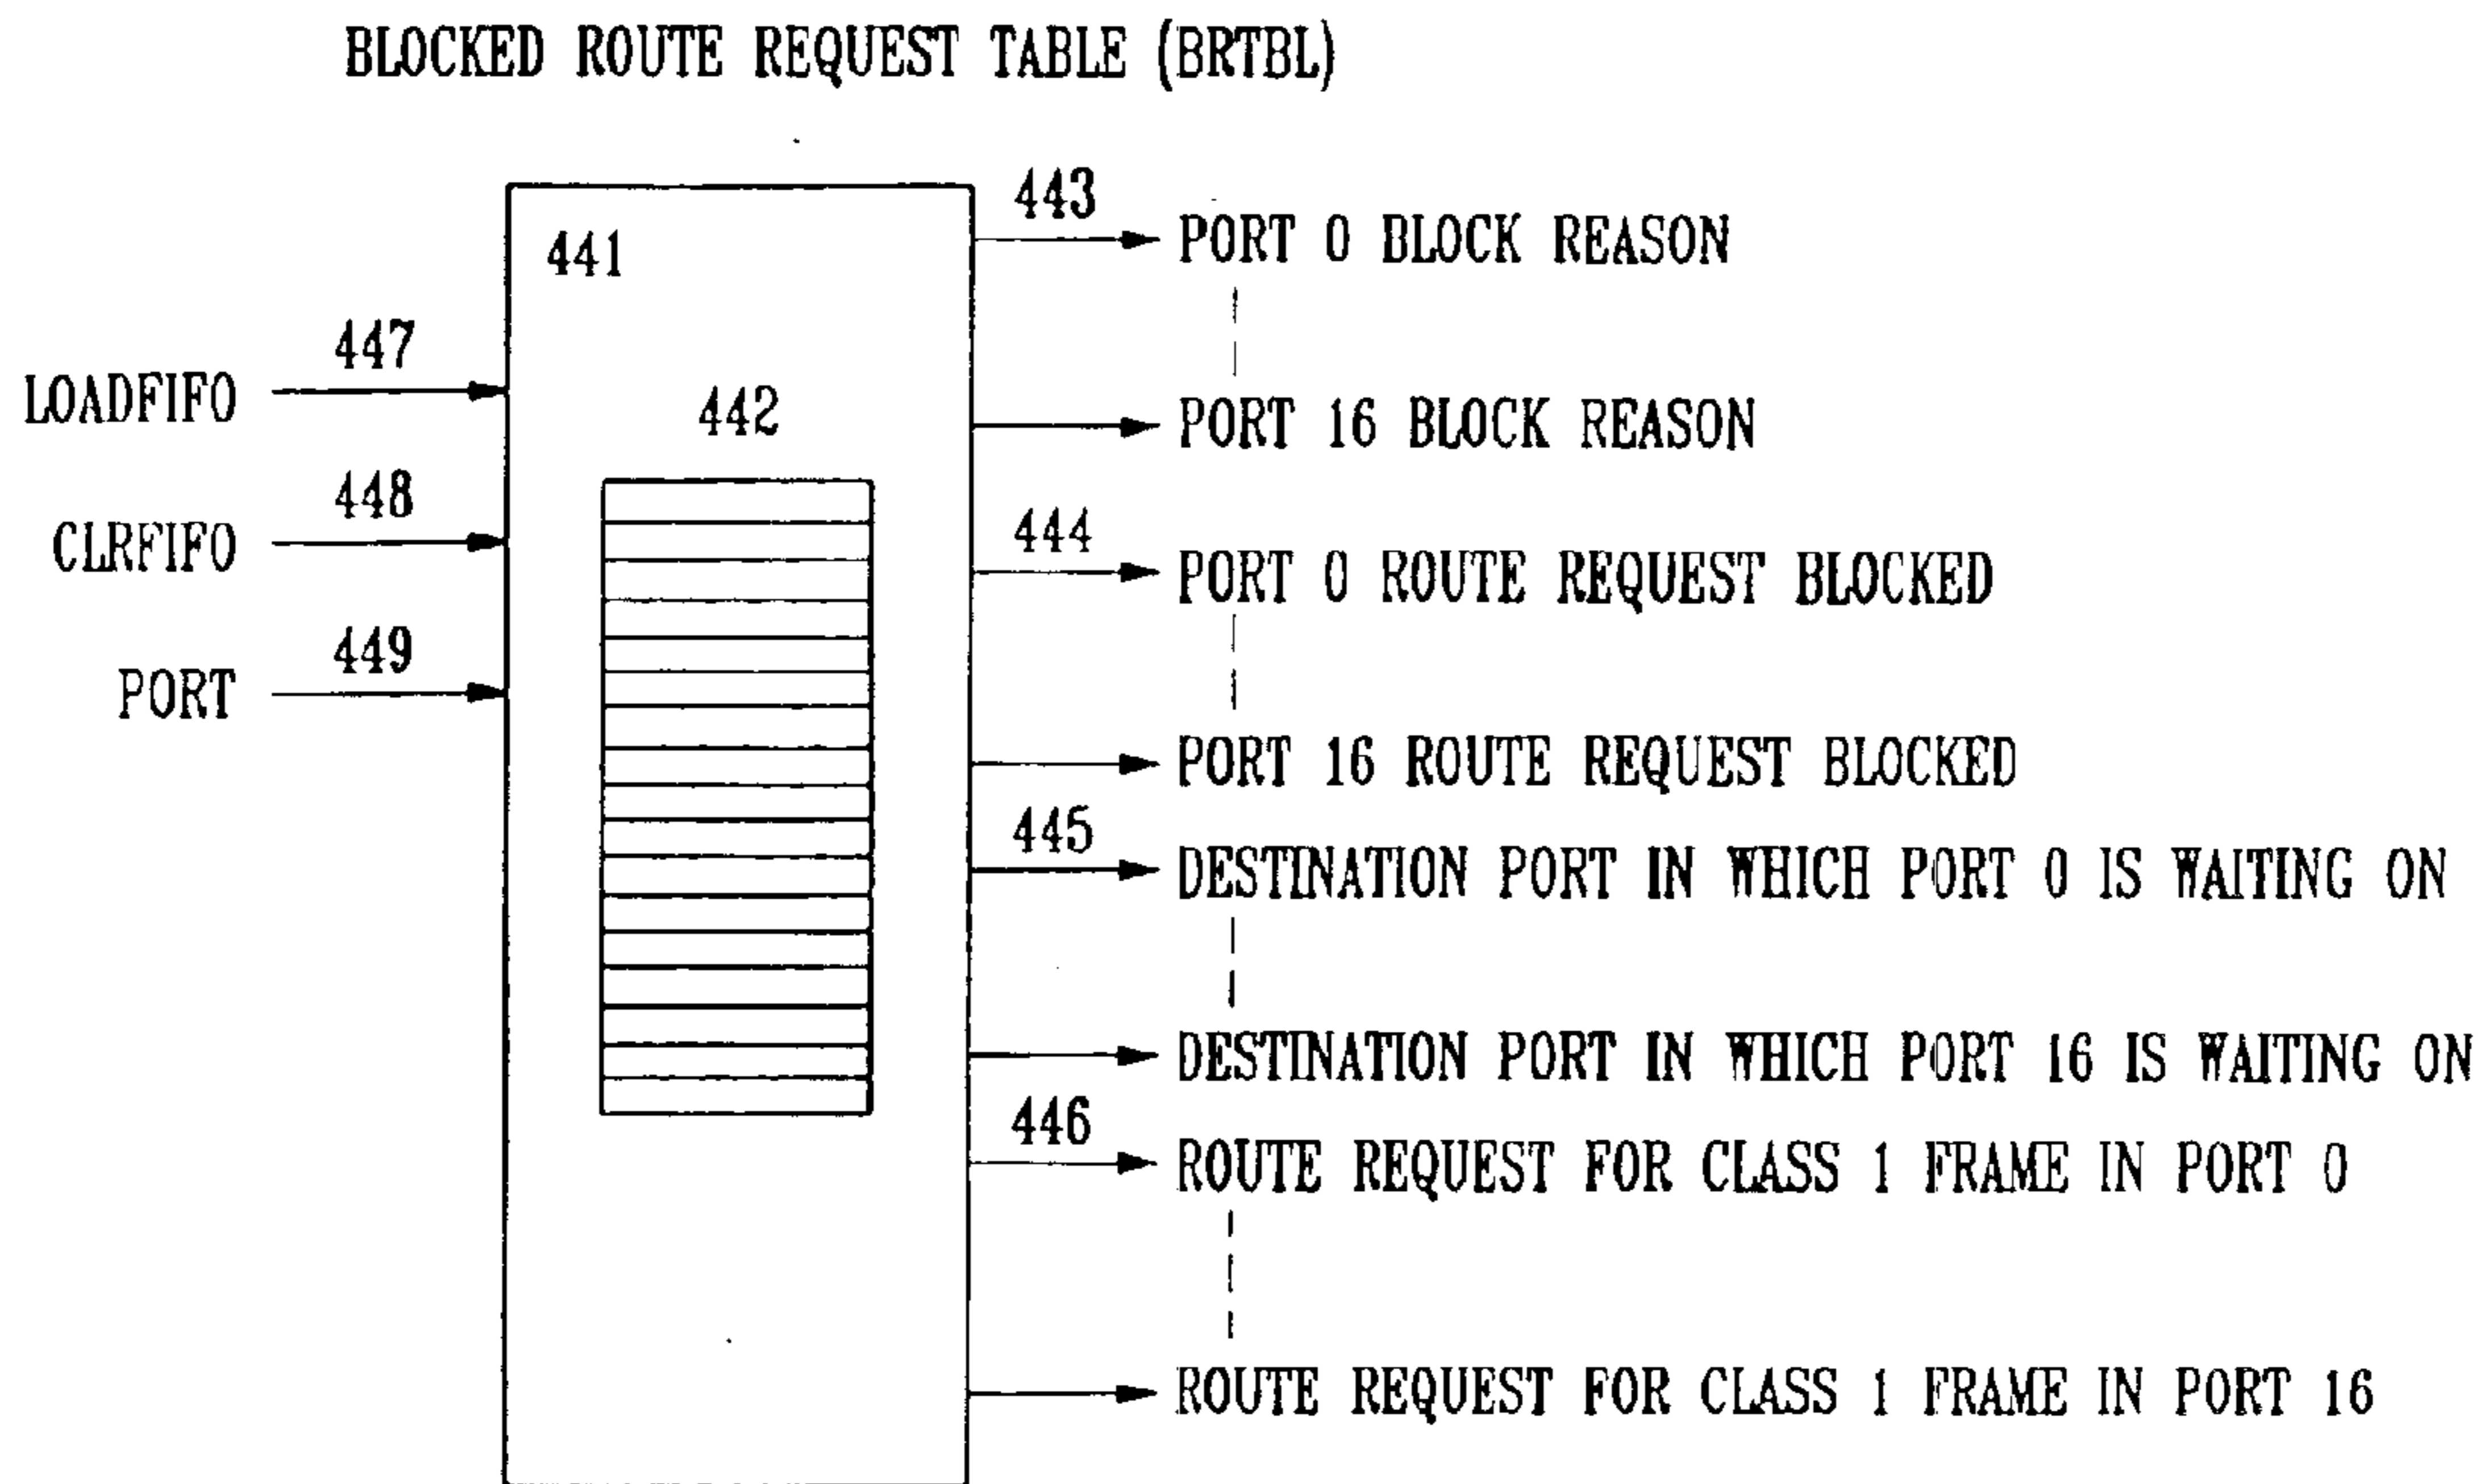 BLOCKED ROUTE REQUEST TABLE (BRTBL)
443
PORT 0 BLOCK REASON
441
447
LOADFIFO
442
PORT 16 BLOCK REASON
448
CLRFIFO
444
PORT 0 ROUTE REQUEST BLOCKED
449
PORT
PORT 16 ROUTE REQUEST BLOCKED
445
DESTINATION PORT IN WHICH PORT 0 IS WAITING ON
DESTINATION PORT IN WHICH PORT 16 IS WAITING ON
446
ROUTE REQUEST FOR CLASS 1 FRAME IN PORT 0
ROUTE REQUEST FOR CLASS 1 FRAME IN PORT 16